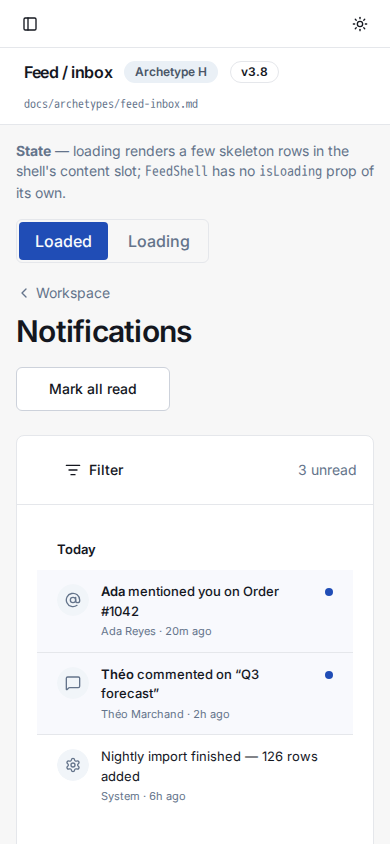 Feed / inbox
Archetype H
v3.8
docs/archetypes/feed-inbox.md
State — loading renders a few skeleton rows in the
shell's content slot; FeedShell has no isLoading prop of
its own.
Loaded
Loading
Workspace
Notifications
Mark all read
Filter
3 unread
Today
Ada mentioned you on Order
#1042
Ada Reyes · 20m ago
Théo commented on “Q3
forecast”
Théo Marchand · 2h ago
Nightly import finished — 126 rows
added
System · 6h ago